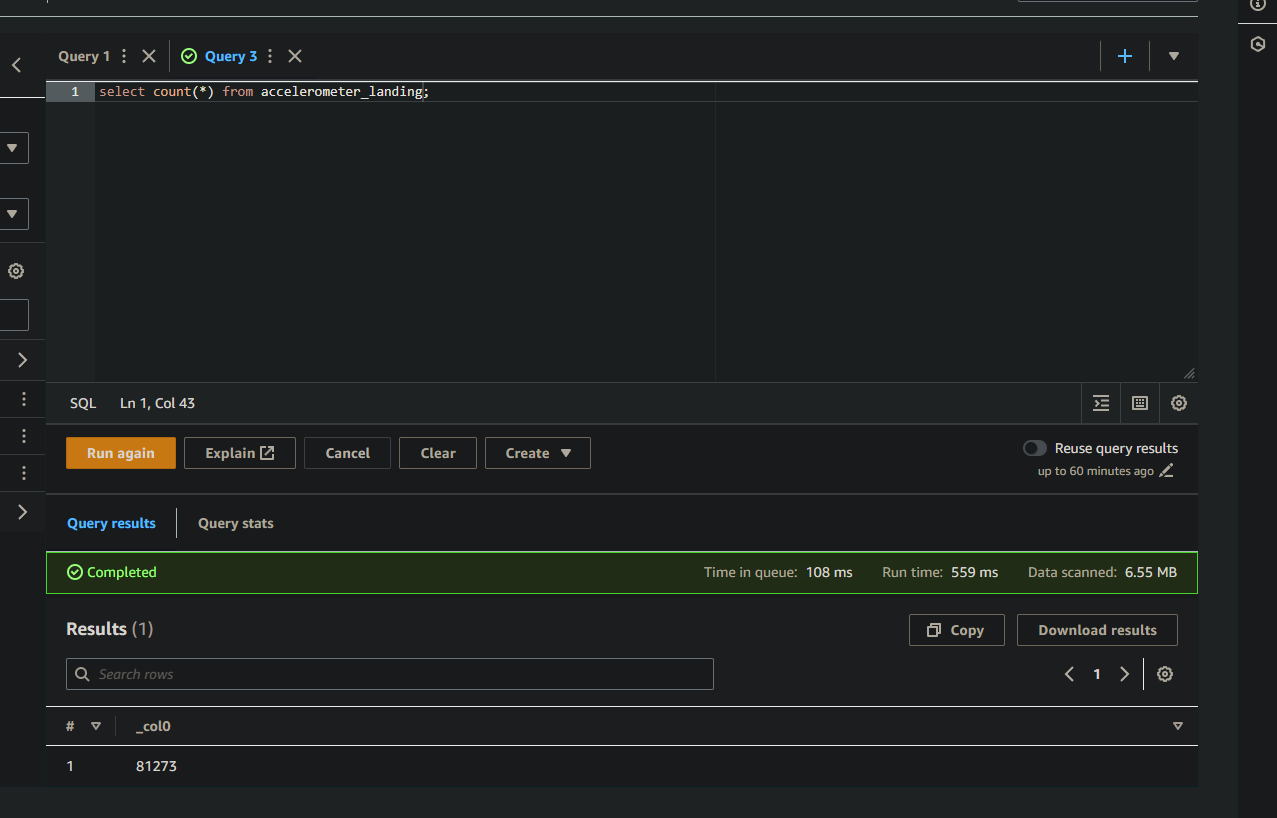 Query 1
Query 3
1 select count(*) from accelerometer_landing;
SQL Ln 1, Col 43
Run again Explain Cancel Clear Create
Reuse query results
up to 60 minutes ago
Query results Query stats
Completed Time in queue: 108 ms Run time: 559 ms Data scanned: 6.55 MB
Results (1) Copy Download results
Search rows 1
# _col0
1 81273